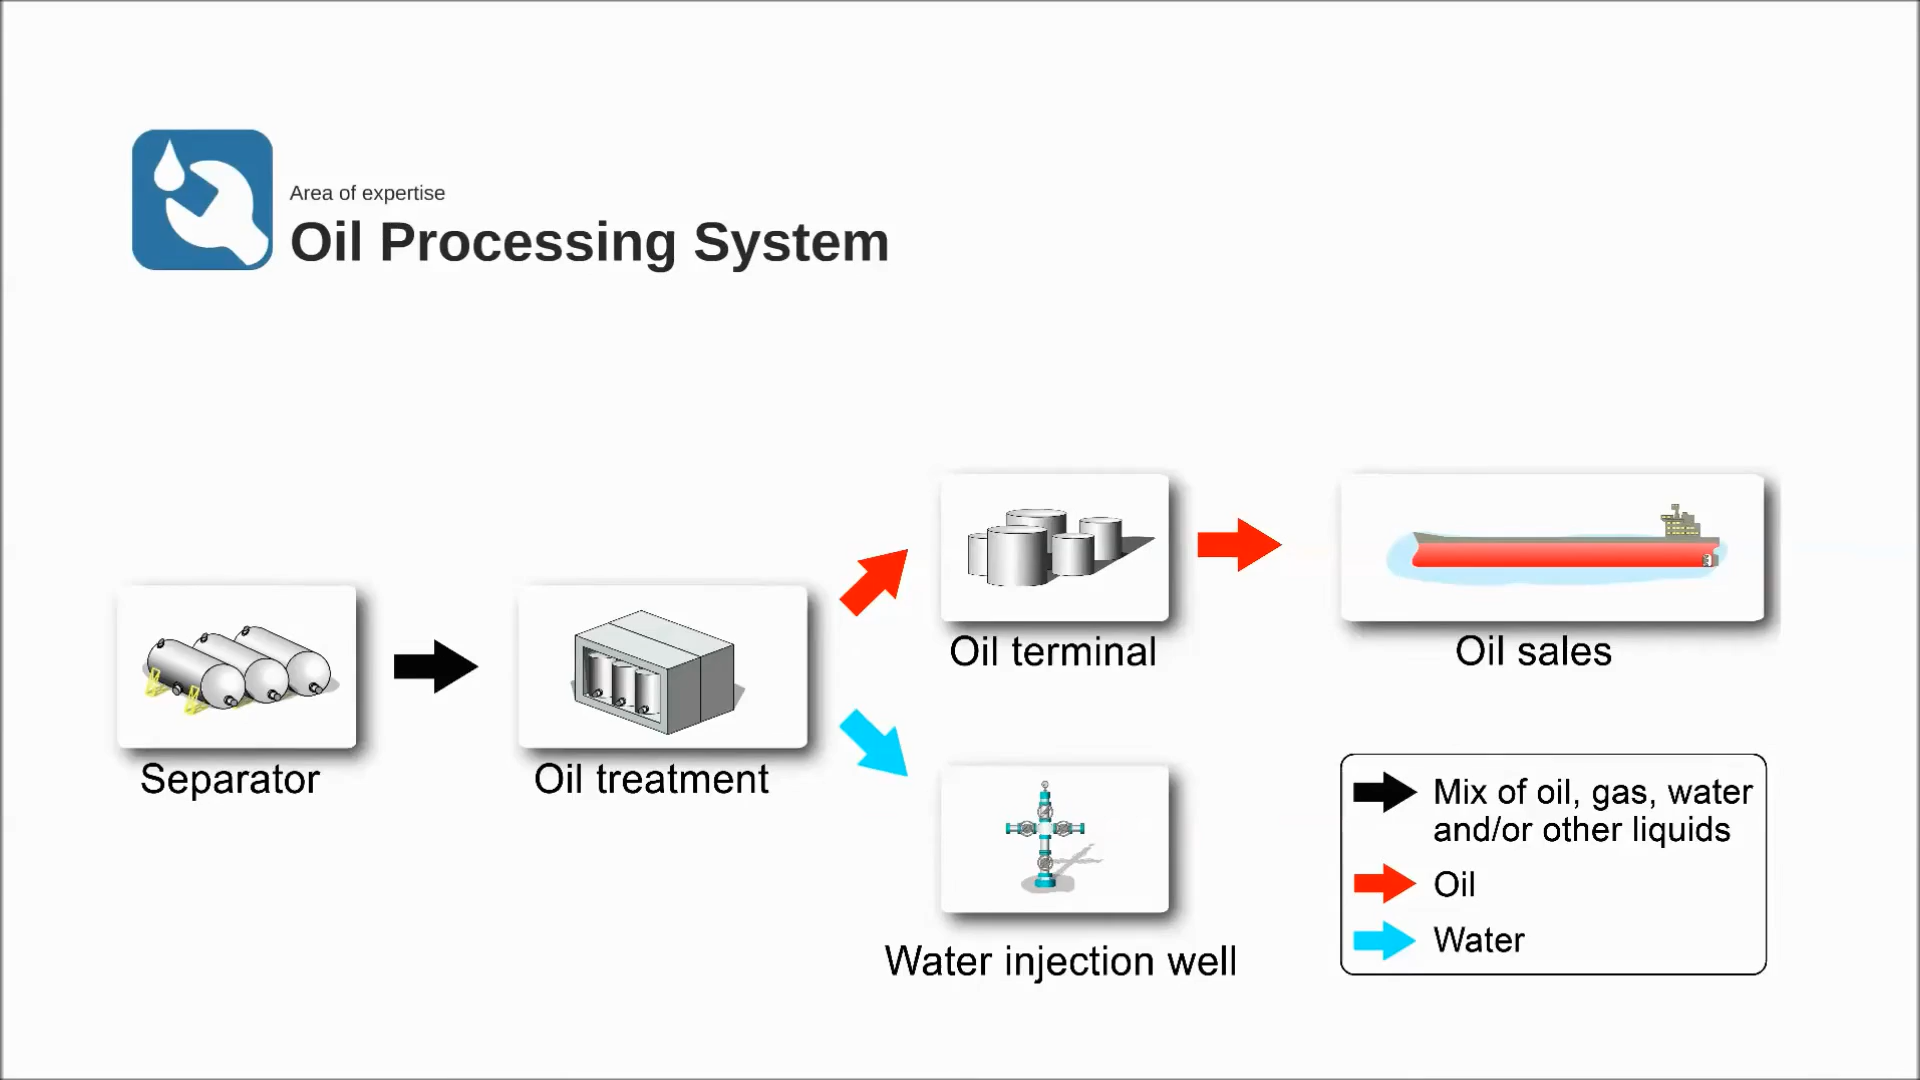 Area of expertise
Oil Processing System
Separator
Oil treatment
Oil terminal
Oil sales
Water injection well
Mix of oil, gas, water
and/or other liquids
Oil
Water